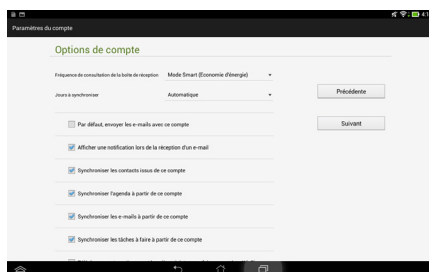 4:1
Paramètres du compte
Options de compte
Fréquence de consultation de la boîte de réception Mode Smart (Economie d'énergie)
Jours à synchroniser Automatique
Précédente
Par défaut, envoyer les e-mails avec ce compte
Suivant
Afficher une notification lors de la réception d'un e-mail
Synchroniser les contacts issus de ce compte
Synchroniser l'agenda à partir de ce compte
Synchroniser les e-mails à partir de ce compte
Synchroniser les tâches à faire à partir de ce compte